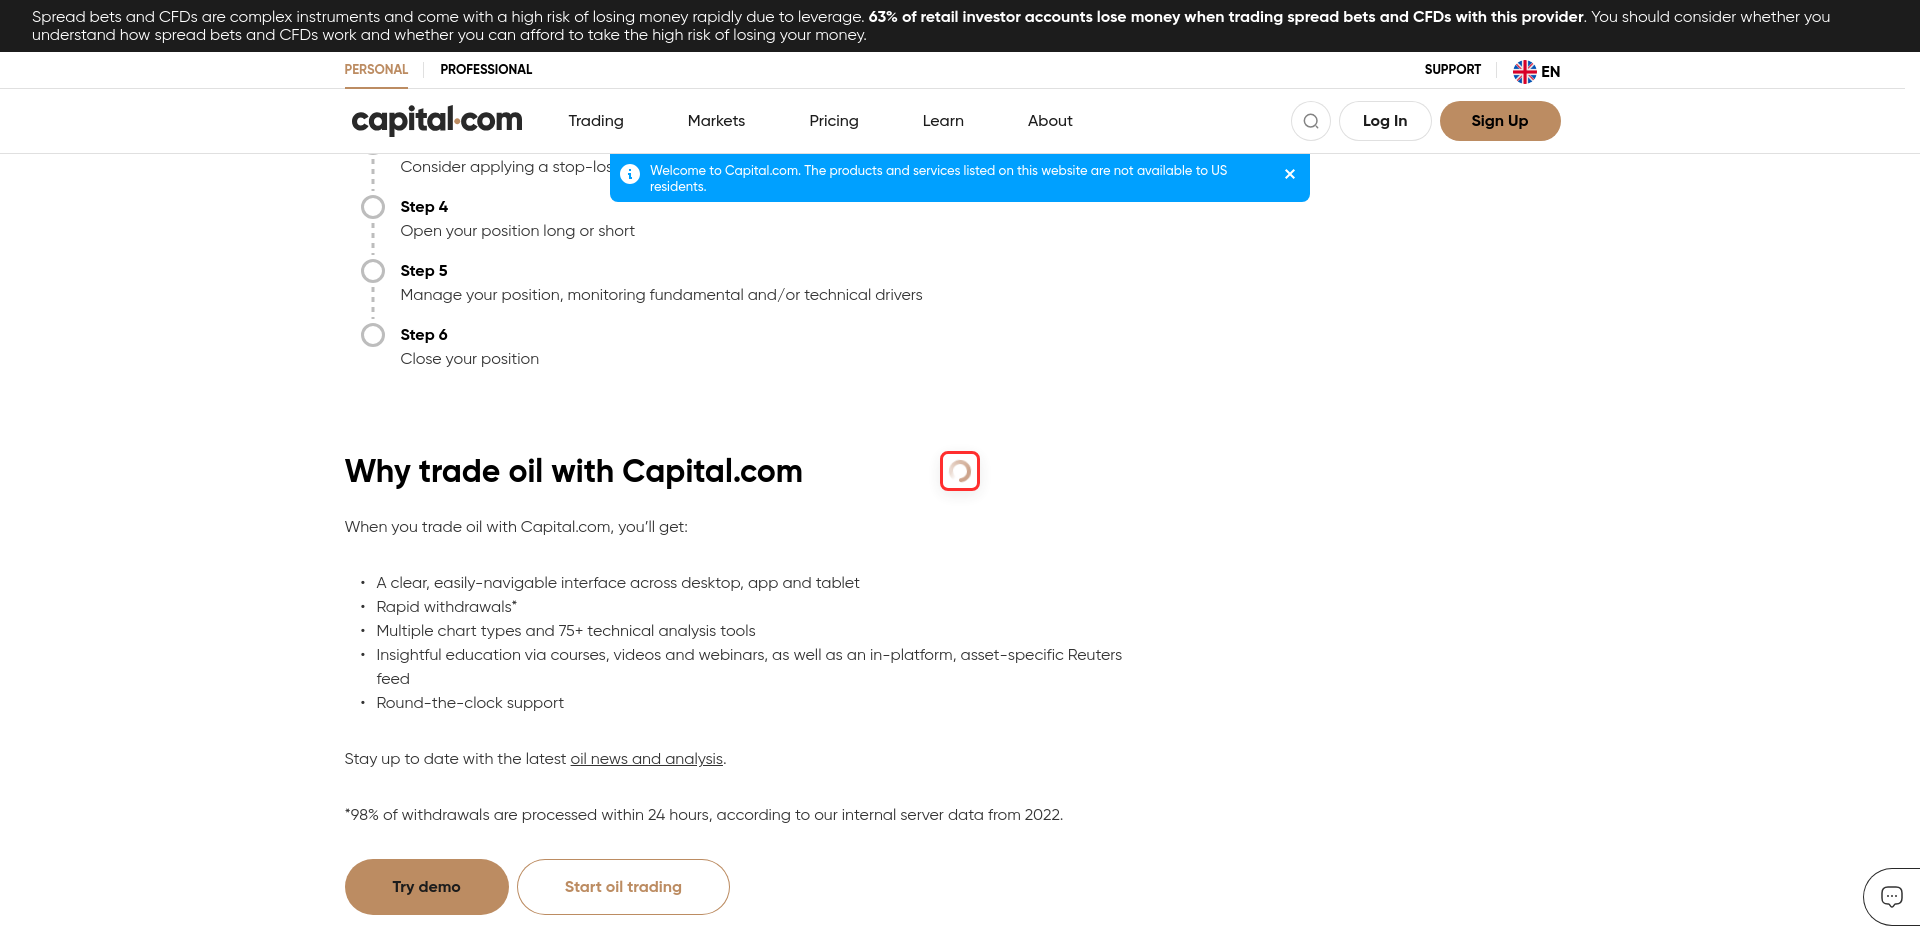 Spread bets and CFDs are complex instruments and come with a high risk of losing money rapidly due to leverage. 63% of retail investor accounts lose money when trading spread bets and CFDs with this provider. You should consider whether you
understand how spread bets and CFDs work and whether you can afford to take the high risk of losing your money.
PERSONAL PROFESSIONAL SUPPORT EN
capital.com Trading Markets Pricing Learn About Log In Sign Up
Consider applying a stop-los
Welcome to Capital.com. The products and services listed on this website are not available to US
residents.
Step 4
Open your position long or short
Step 5
Manage your position, monitoring fundamental and/or technical drivers
Step 6
Close your position
Why trade oil with Capital.com
When you trade oil with Capital.com, you’ll get:
• A clear, easily-navigable interface across desktop, app and tablet
• Rapid withdrawals*
• Multiple chart types and 75+ technical analysis tools
• Insightful education via courses, videos and webinars, as well as an in-platform, asset-specific Reuters
feed
• Round-the-clock support
Stay up to date with the latest oil news and analysis.
*98% of withdrawals are processed within 24 hours, according to our internal server data from 2022.
Try demo Start oil trading